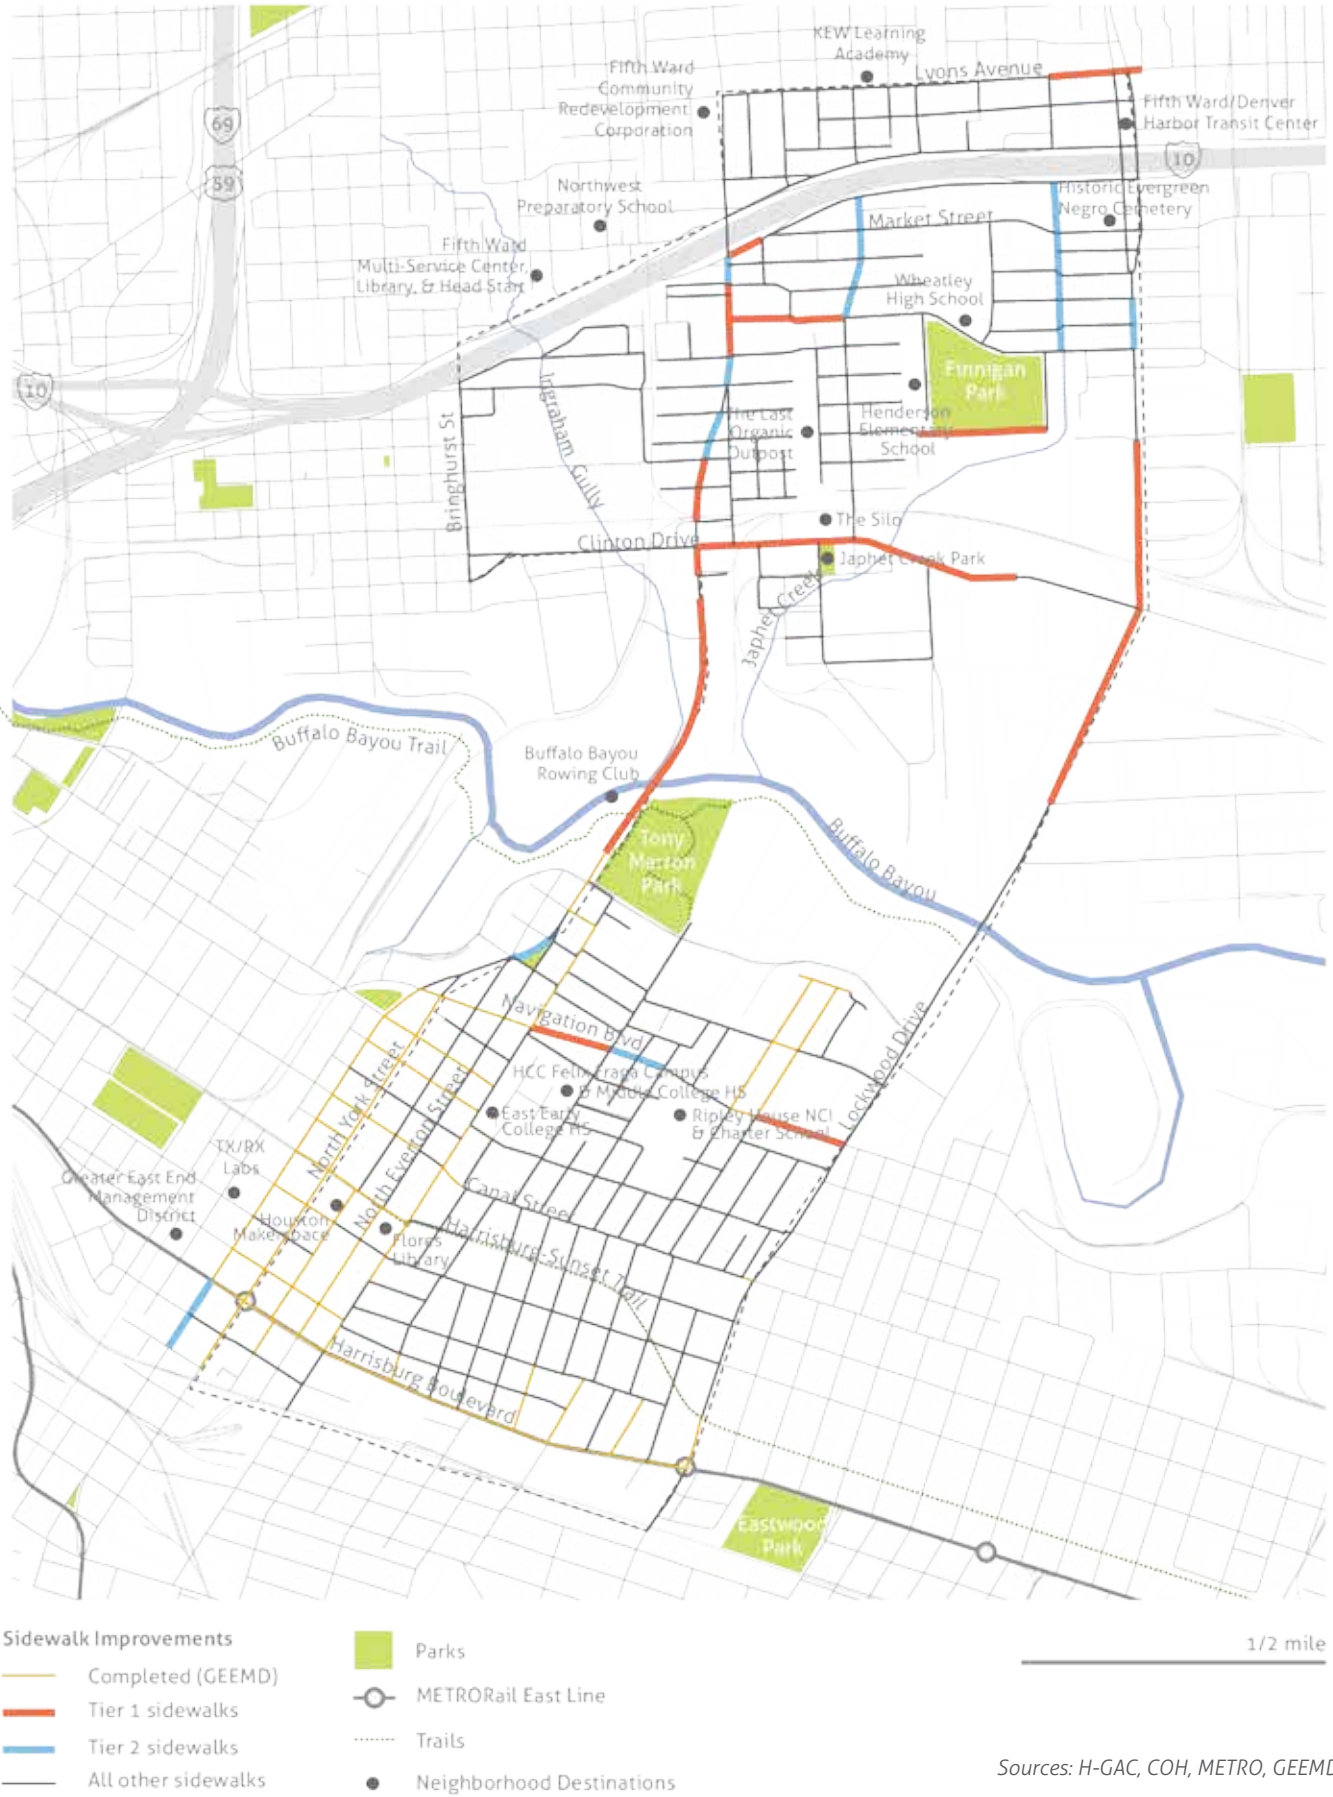 KEW Learning
Academy
Lyons Avenue
Fifth Ward
Community
Redevelopment
Corporation
Fifth Ward/Denver
Harbor Transit Center
69
59
10
Northwest
Preparatory School
Historic Evergreen
Negro Cemetery
Market Street
Fifth Ward
Multi-Service Center,
Library, & Head Start
Wheatley
High School
Finnigan
Park
10
Ingraham Gully
Bringhurst St
The Last
Organic
Outpost
Henderson
Elementary
School
The Silo
Clinton Drive
Japhet Creek Park
Japhet Creek
Buffalo Bayou Trail
Buffalo Bayou
Rowing Club
Tony
Marron
Park
Buffalo Bayou
Navigation Blvd
HCC Felix Fraga Campus
& Middle College HS
East Early
College HS
Ripley House NCI
& Charter School
Lockwood Drive
North York Street
North Everton Street
TX/RX
Labs
Greater East End
Management
District
Houston
Makerspace
Flores
Library
Canal Street
Harrisburg-Sunset Trail
Harrisburg Boulevard
Eastwood
Park
Sidewalk Improvements
Completed (GEEMD)
Tier 1 sidewalks
Tier 2 sidewalks
All other sidewalks
Parks
METRORail East Line
Trails
Neighborhood Destinations
1/2 mile
Sources: H-GAC, COH, METRO, GEEMD